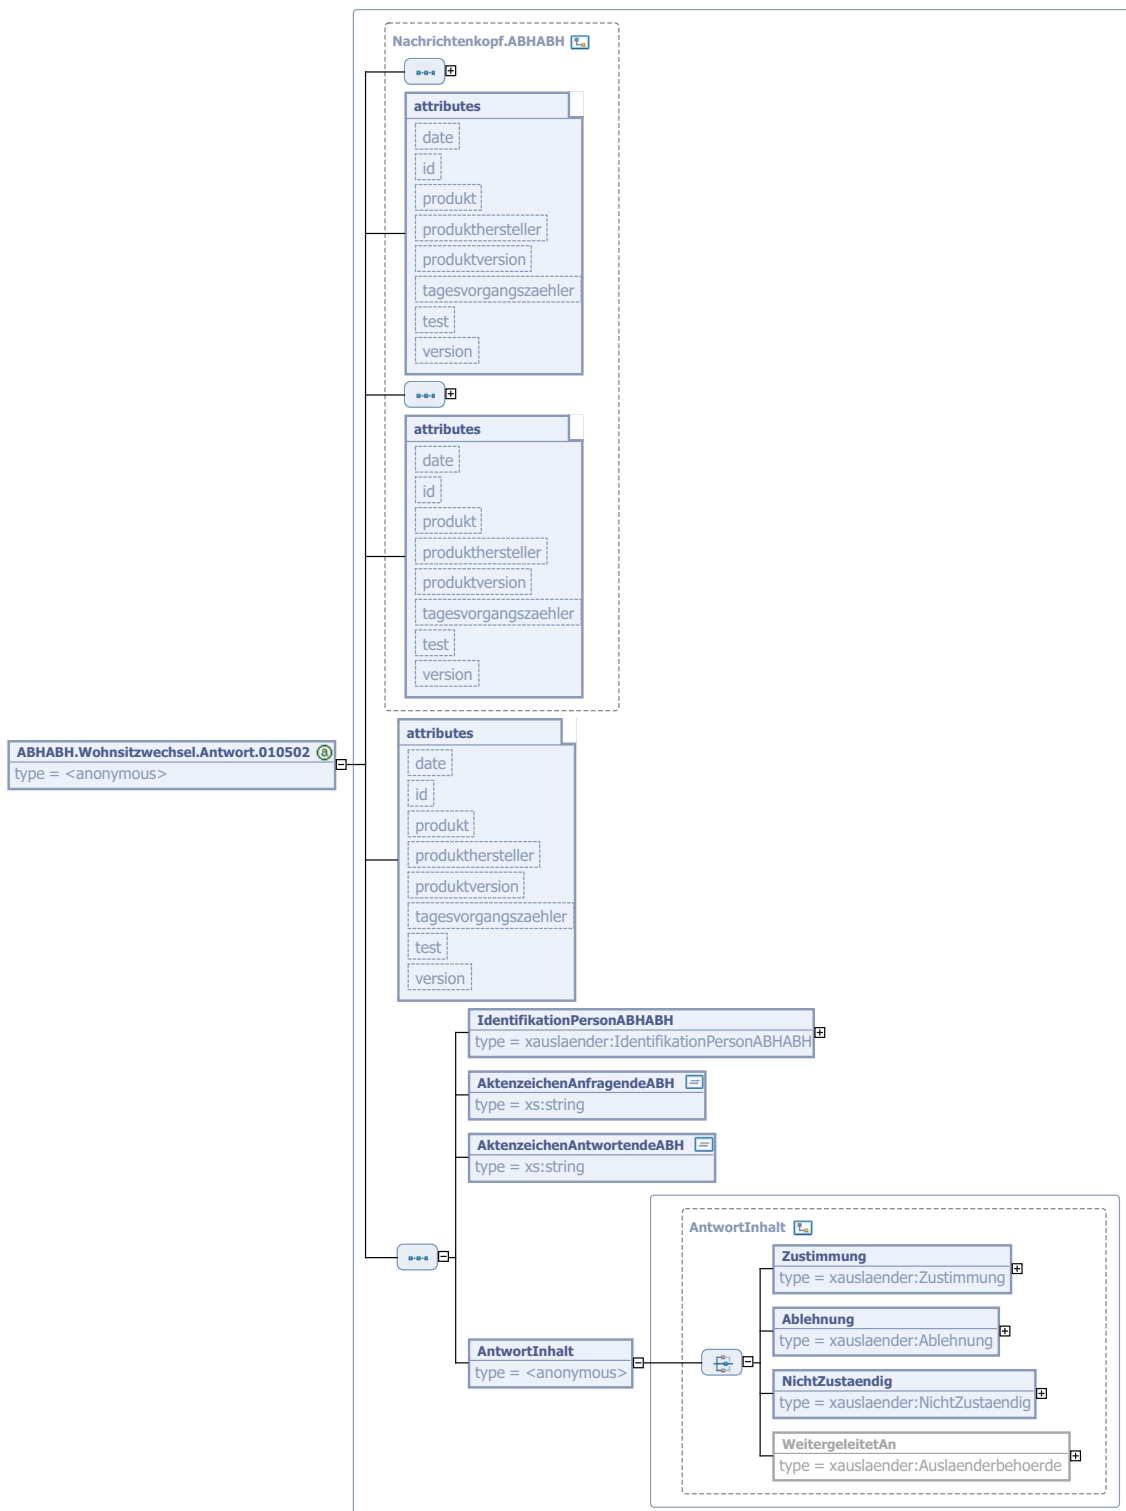 Nachrichtenkopf.ABHABH
attributes
date
id
produkt
produkthersteller
produktversion
tagesvorgangszaehler
test
version
attributes
date
id
produkt
produkthersteller
produktversion
tagesvorgangszaehler
test
version
ABHABH.Wohnsitzwechsel.Antwort.010502 @
type = <anonymous>
attributes
date
id
produkt
produkthersteller
produktversion
tagesvorgangszaehler
test
version
IdentifikationPersonABHABH
type = xauslaender:IdentifikationPersonABHABH
AktenzeichenAnfragendeABH
type = xs:string
AktenzeichenAntwortendeABH
type = xs:string
AntwortInhalt
type = <anonymous>
AntwortInhalt
Zustimmung
type = xauslaender:Zustimmung
Ablehnung
type = xauslaender:Ablehnung
NichtZustaendig
type = xauslaender:NichtZustaendig
WeitergeleitetAn
type = xauslaender:Auslaenderbehoerde